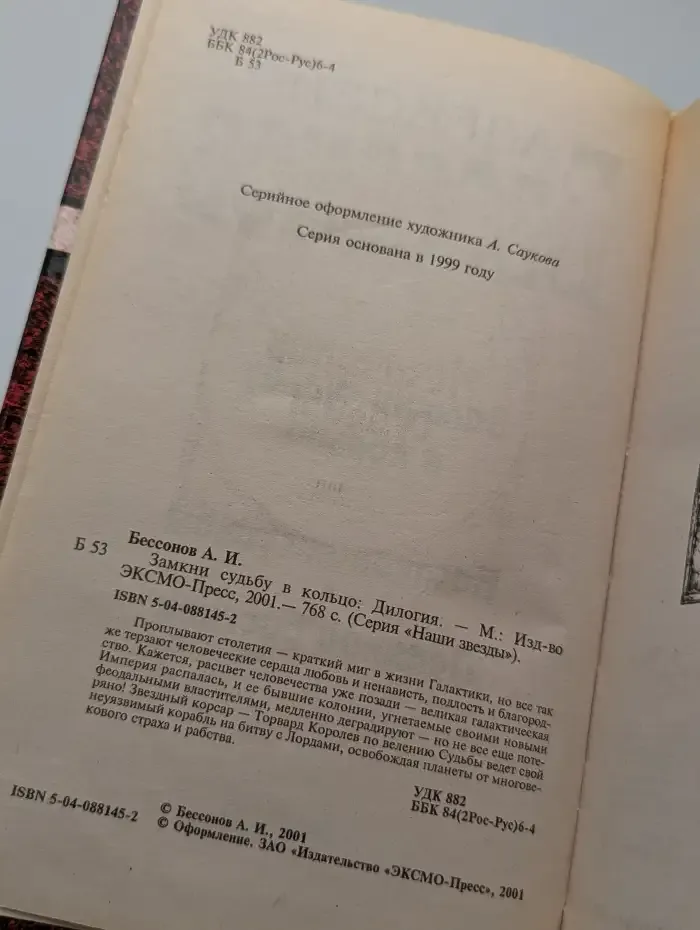 УДК 882
ББК 84(2Рос-Рус)6-4
Б 53
Серийное оформление художника А. Саукова
Серия основана в 1999 году
Бессонов А. И.
Б 53 Замкни судьбу в кольцо: Дилогия. — М.: Изд-во
ЭКСМО-Пресс, 2001.— 768 с. (Серия «Наши звезды»).
ISBN 5-04-088145-2
Проплывают столетия — краткий миг в жизни Галактики, но все так
же терзают человеческие сердца любовь и ненависть, подлость и благород-
ство. Кажется, расцвет человечества уже позади — великая галактическая
Империя распалась, и ее бывшие колонии, угнетаемые своими новыми
феодальными властителями, медленно деградируют — но не все еще поте-
ряно! Звездный корсар — Торвард Королев по велению Судьбы ведет свой
неуязвимый корабль на битву с Лордами, освобождая планеты от многове-
кового страха и рабства.
УДК 882
ББК 84(2Рос-Рус)6-4
ISBN 5-04-088145-2
© Бессонов А. И., 2001
© Оформление. ЗАО «Издательство «ЭКСМО-Пресс», 2001